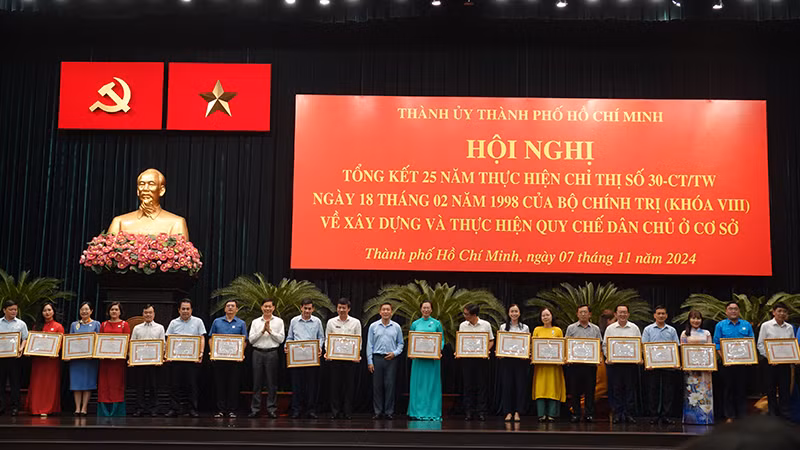 THÀNH ỦY THÀNH PHỐ HỒ CHÍ MINH
HỘI NGHỊ
TỔNG KẾT 25 NĂM THỰC HIỆN CHỈ THỊ SỐ 30-CT/TW
NGÀY 18 THÁNG 02 NĂM 1998 CỦA BỘ CHÍNH TRỊ (KHÓA VIII)
VỀ XÂY DỰNG VÀ THỰC HIỆN QUY CHẾ DÂN CHỦ Ở CƠ SỞ
Thành phố Hồ Chí Minh, ngày 07 tháng 11 năm 2024